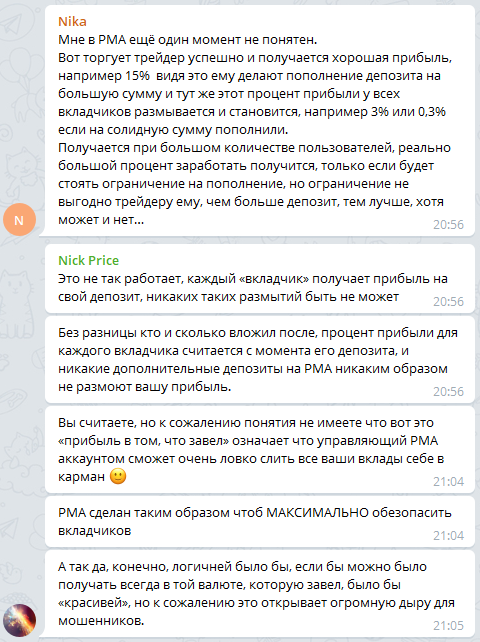 Nika
Мне в РМА ещё один момент не понятен.
Вот торгует трейдер успешно и получается хорошая прибыль,
например 15%  видя это ему делают пополнение депозита на
большую сумму и тут же этот процент прибыли у всех
вкладчиков размывается и становится, например 3% или 0,3%
если на солидную сумму пополнили.
Получается при большом количестве пользователей, реально
большой процент заработать получится, только если будет
стоять ограничение на пополнение, но ограничение не
выгодно трейдеру ему, чем больше депозит, тем лучше, хотя
может и нет...
N
20:56
Nick Price
Это не так работает, каждый «вкладчик» получает прибыль на
свой депозит, никаких таких размытий быть не может
20:56
Без разницы кто и сколько вложил после, процент прибыли для
каждого вкладчика считается с момента его депозита, и
никакие дополнительные депозиты на РМА никаким образом
не размоют вашу прибыль.
20:56
Вы считаете, но к сожалению понятия не имеете что вот это
«прибыль в том, что завел» означает что управляющий РМА
аккаунтом сможет очень ловко слить все ваши вклады себе в
карман 🙂
21:04
РМА сделан таким образом чтоб МАКСИМАЛЬНО обезопасить
вкладчиков
21:04
А так да, конечно, логичней было бы, если бы можно было
получать всегда в той валюте, которую завел, было бы
«красивей», но к сожалению это открывает огромную дыру для
мошенников.
21:05